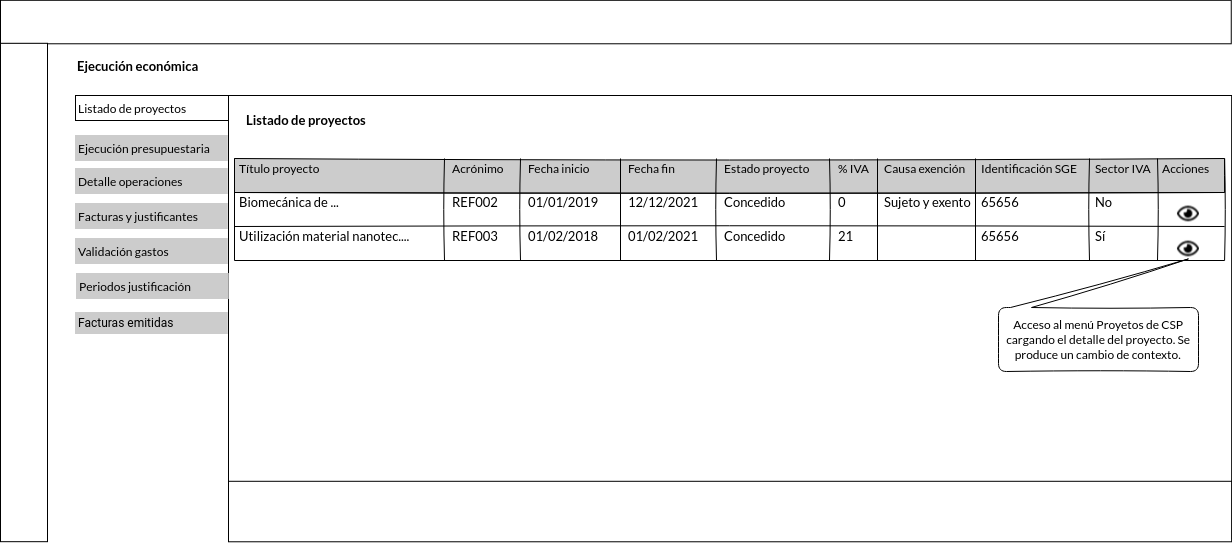 Ejecución económica
Listado de proyectos
Ejecución presupuestaria
Detalle operaciones
Facturas y justificantes
Validación gastos
Periodos justificación
Facturas emitidas
Listado de proyectos
Título proyecto Acrónimo Fecha inicio Fecha fin Estado proyecto % IVA Causa exención Identificación SGE Sector IVA Acciones
Biomecánica de ... REF002 01/01/2019 12/12/2021 Concedido 0 Sujeto y exento 65656 No
Utilización material nanotec.... REF003 01/02/2018 01/02/2021 Concedido 21 65656 Sí
Acceso al menú Proyetos de CSP
cargando el detalle del proyecto. Se
produce un cambio de contexto.